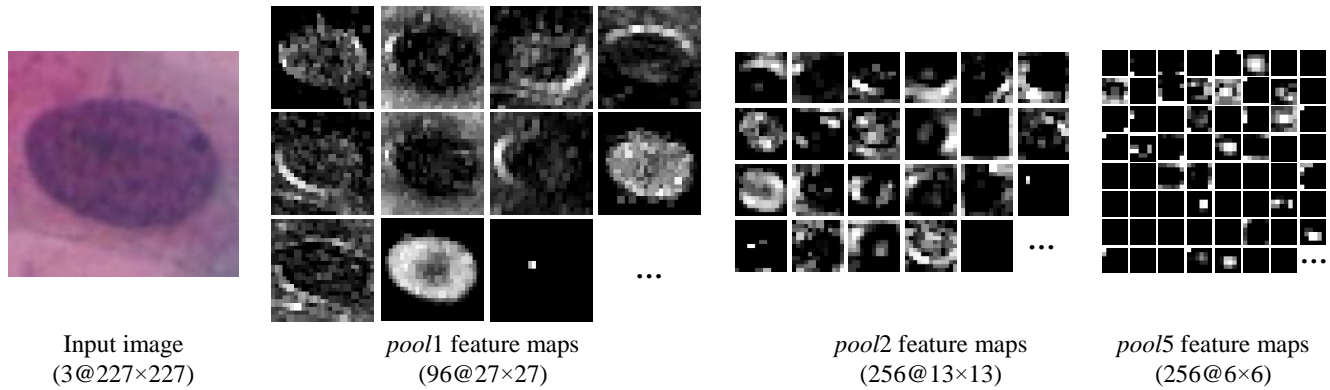 ...
...
...
Input image
(3@227×227)
pool1 feature maps
(96@27×27)
pool2 feature maps
(256@13×13)
pool5 feature maps
(256@6×6)